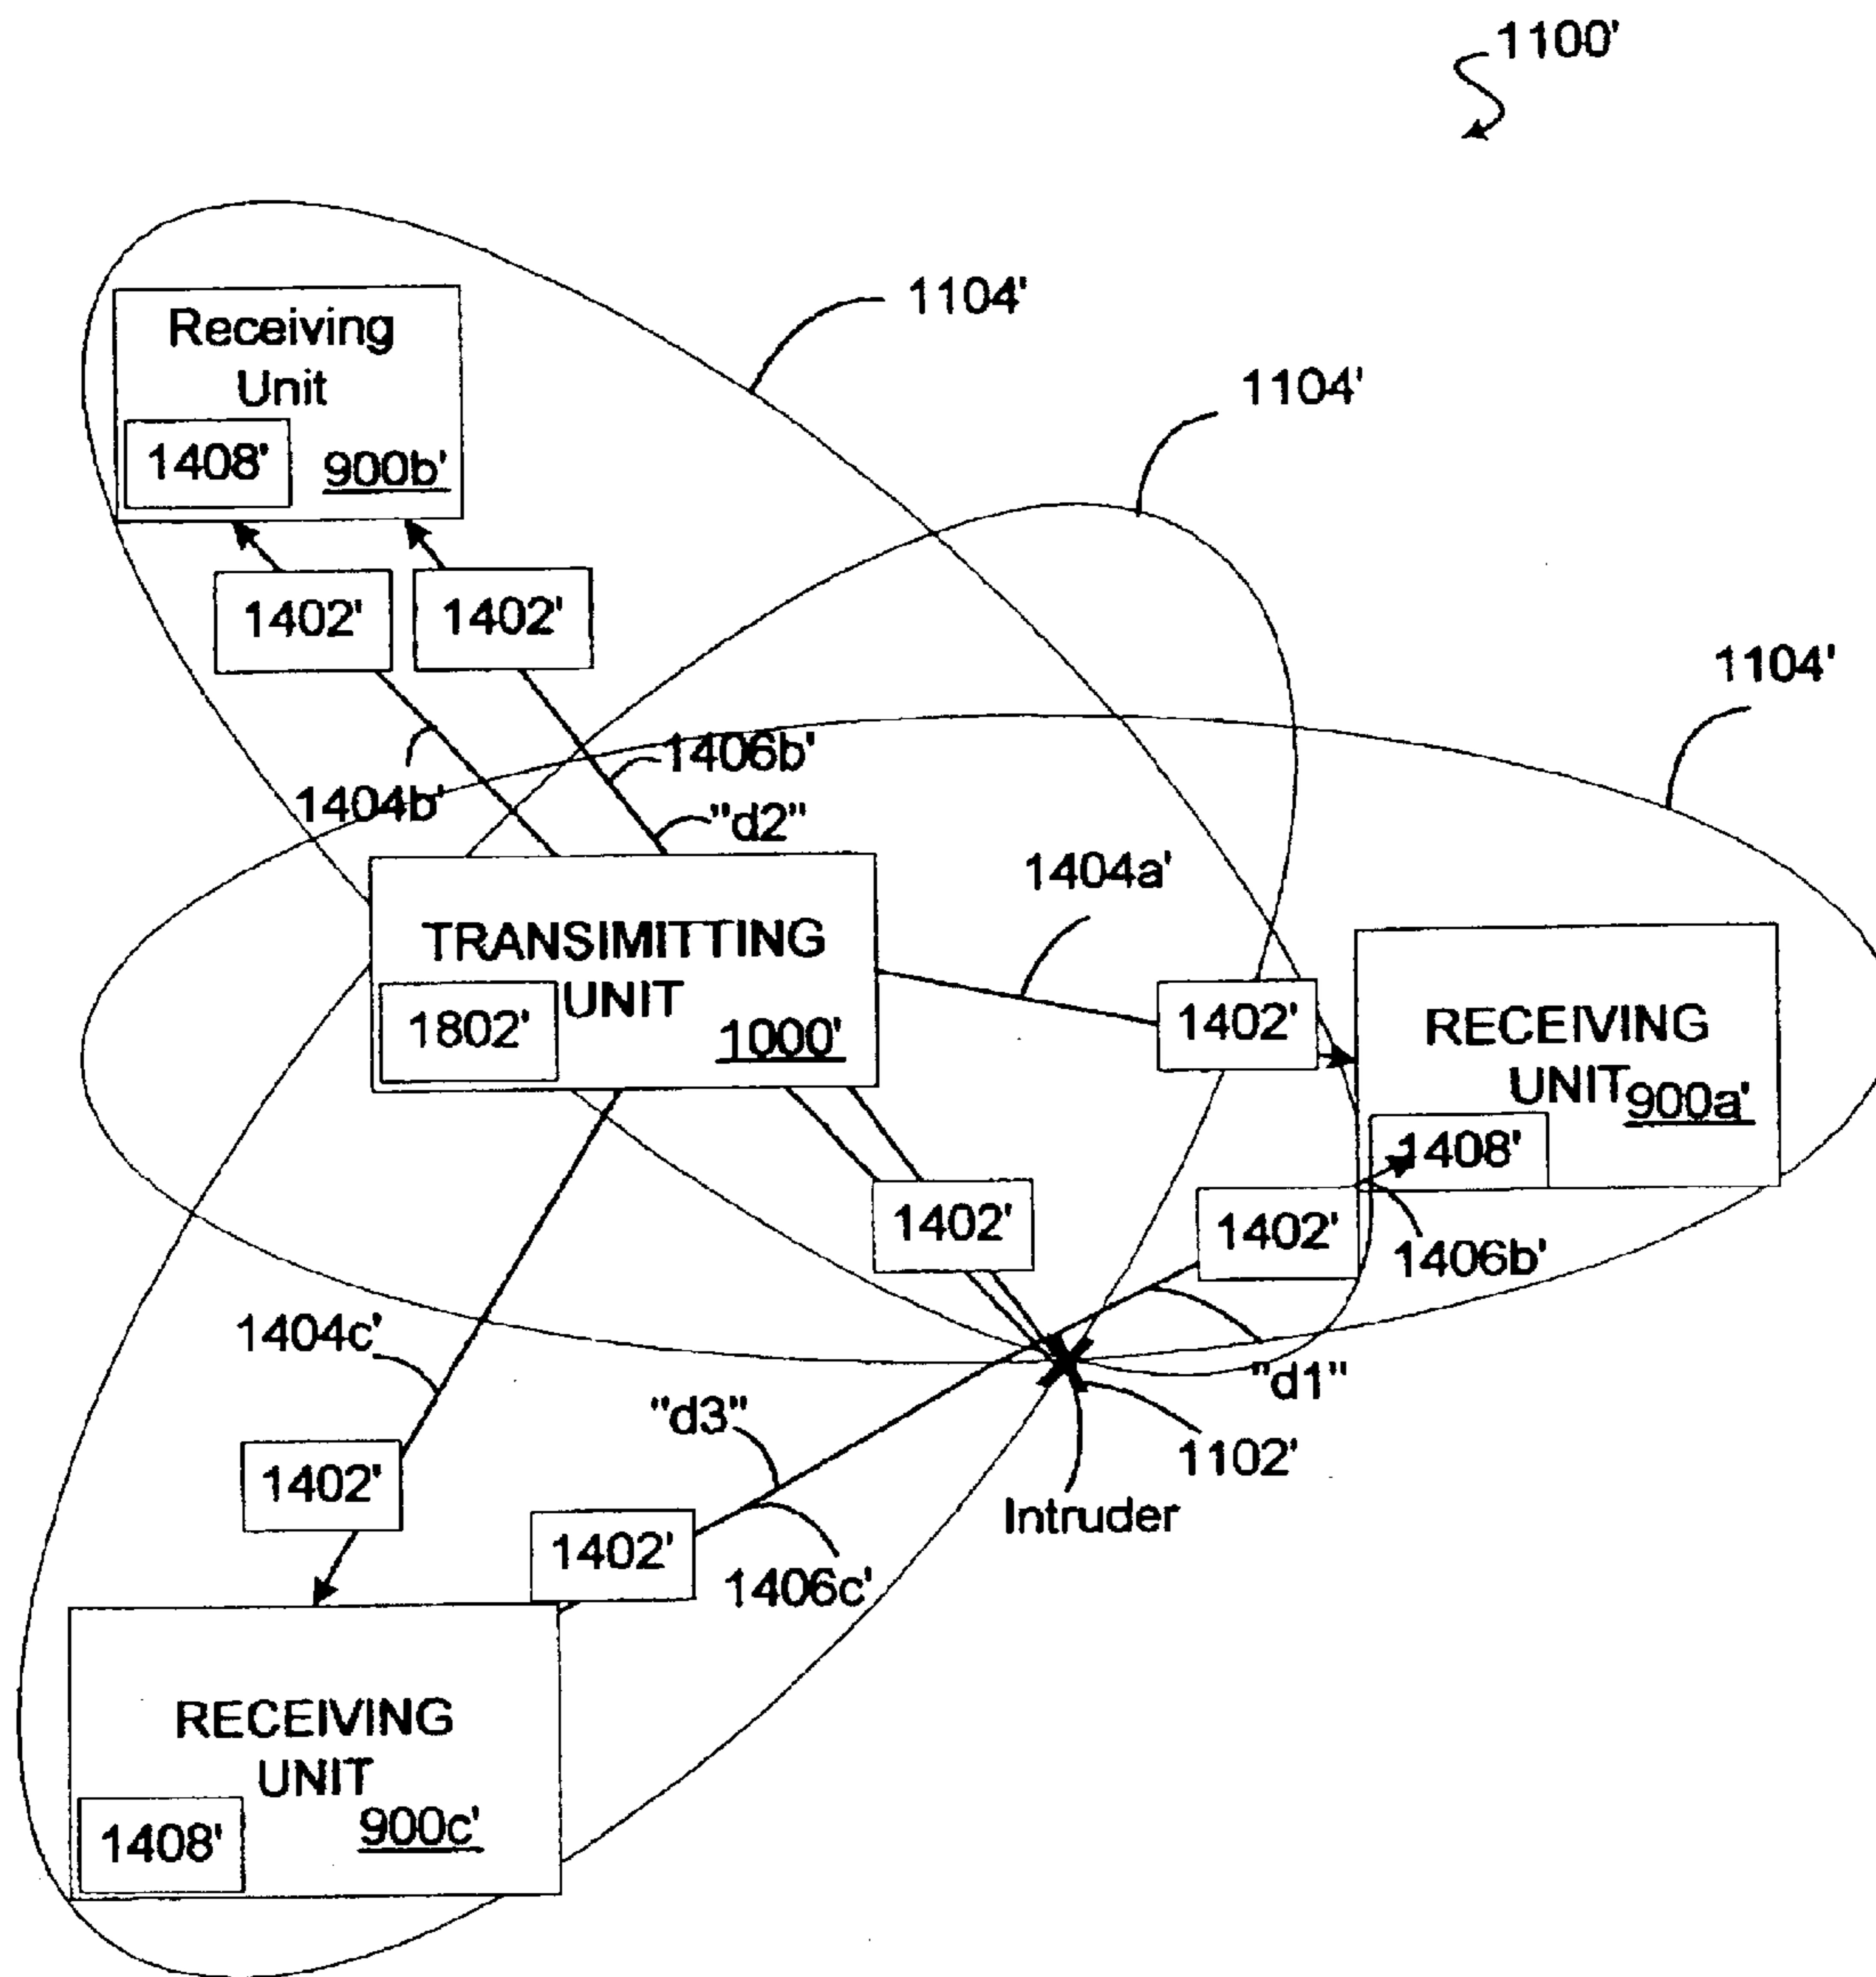 1100'
1104'
1104'
Receiving
Unit
1408'
900b'
1402'
1402'
1104'
1406b'
1404b'
"d2"
1404a'
TRANSIMITTING
UNIT
1802'
1000'
1402'
RECEIVING
UNIT
900a'
1408'
1402'
1402'
1406b'
1404c'
"d1"
"d3"
1102'
1402'
Intruder
1402'
1406c'
RECEIVING
UNIT
900c'
1408'